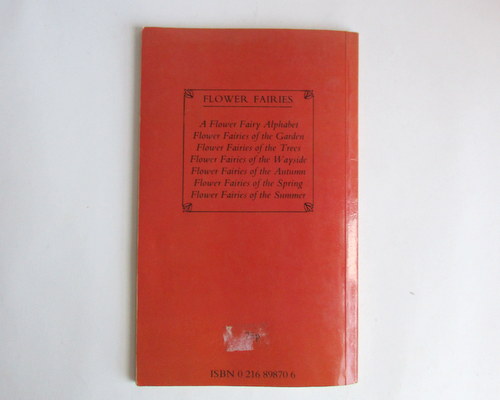 FLOWER FAIRIES
A Flower Fairy Alphabet
Flower Fairies of the Garden
Flower Fairies of the Trees
Flower Fairies of the Wayside
Flower Fairies of the Autumn
Flower Fairies of the Spring
Flower Fairies of the Summer
ISBN 0 216 89870 6